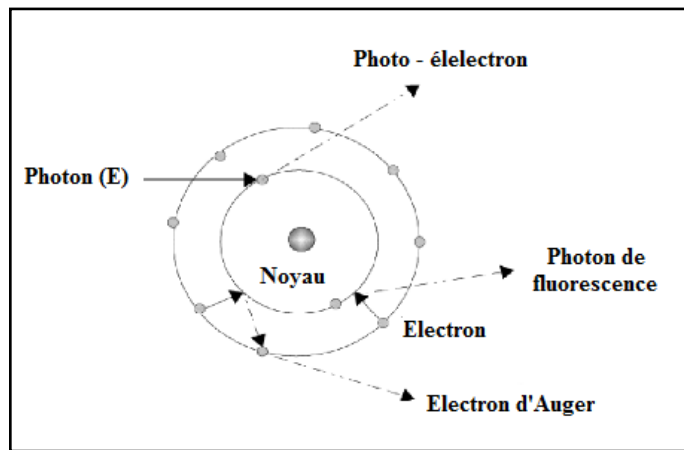 Photo - élelectron
Photon (E)
Noyau
Photon de
fluorescence
Electron
Electron d'Auger